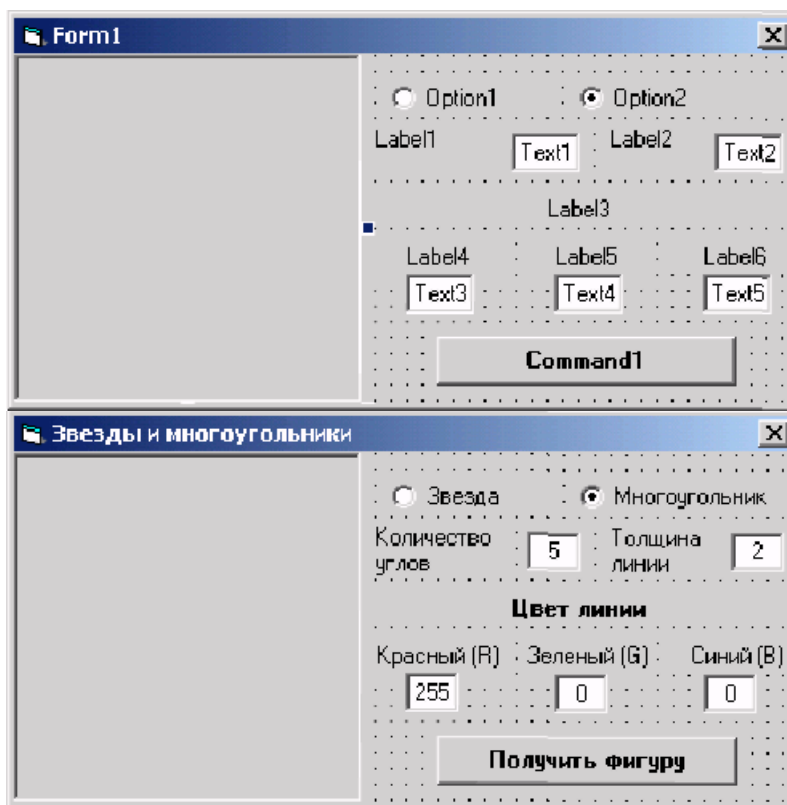 Form1
Option1 Option2
Label1 Text1 Label2 Text2
Label3
Label4 Label5 Label6
Text3 Text4 Text5
Command1
Звезды и многоугольники
Звезда Многоугольник
Количество углов 5 Толщина линии 2
Цвет линии
Красный (R) Зеленый (G) Синий (B)
255 0 0
Получить фигуру